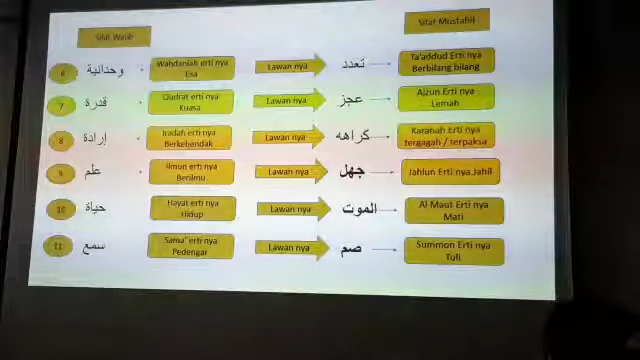 Sifat Wajib
Sifat Mustahil
6 وحدانية Wahdaniah erti nya Esa Lawan nya تعدد Ta'addud Erti nya Berbilang bilang
7 قدرة Qudrat erti nya Kuasa Lawan nya عجز Ajzun Erti nya Lemah
8 إرادة Iradah erti nya Berkehendak Lawan nya كراهه Karahah Erti nya tergagah / terpaksa
9 علم Ilmun erti nya Berilmu Lawan nya جهل Jahlun Erti nya Jahil
10 حياة Hayat erti nya Hidup Lawan nya الموت Al Maut Erti nya Mati
11 سمع Sama' erti nya Pedengar Lawan nya صم Summon Erti nya Tuli